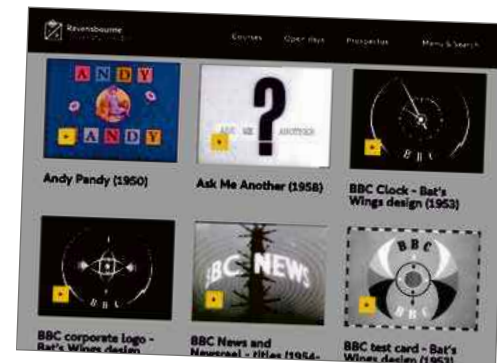 Ravensbourne
Courses Open days Prospectus Menu & Search
ANDY
ANDY
ASK ME ANOTHER
?
BBC
Andy Pandy (1950)
Ask Me Another (1958)
BBC Clock - Bat's
Wings design (1953)
BBC
BBC NEWS
BBC
BBC corporate logo -
Bat's Wings design
BBC News and
Newsreel - titles (1954-
BBC test card - Bat's
Wings design (1953)